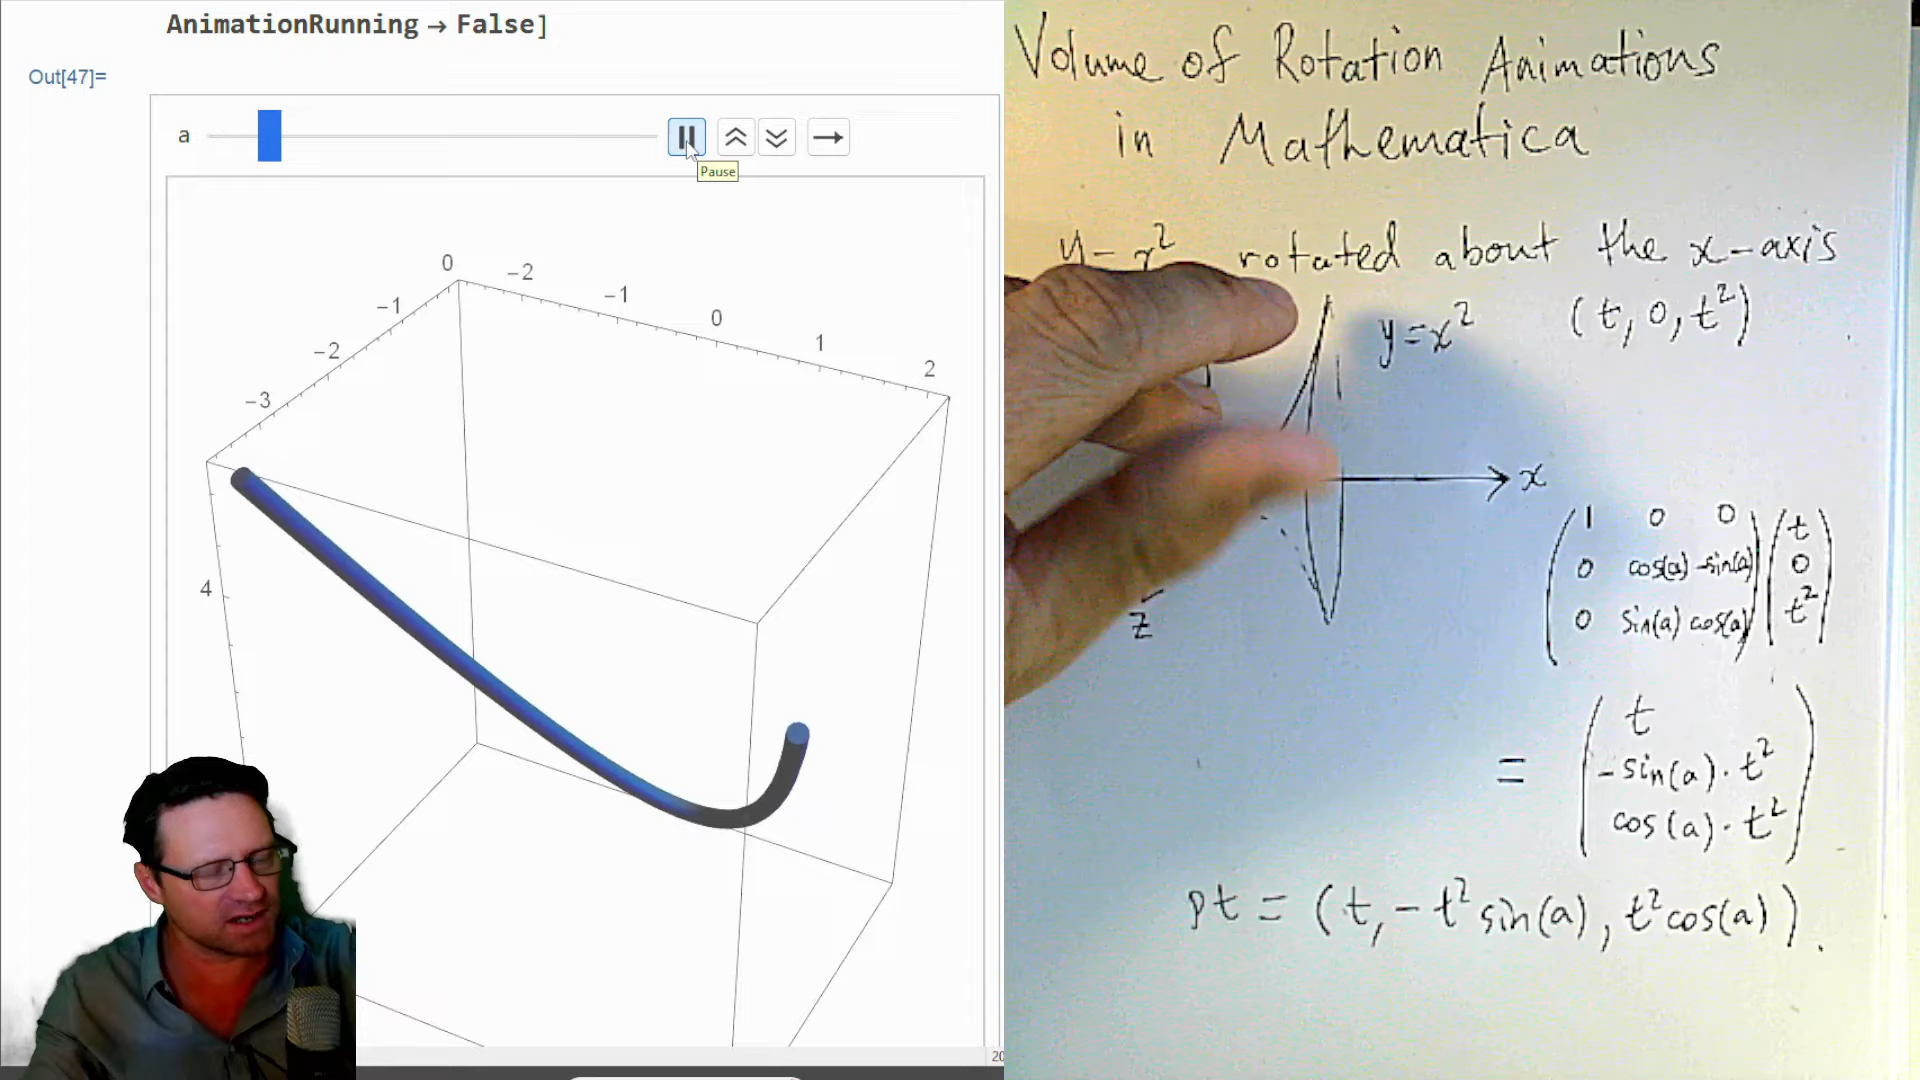 AnimationRunning → False]
Out[47]=
a
Pause
0 -2 -1 0 1 2
-1
-2
-3
4
20
Volume of Rotation Animations
in Mathematica
y = x² rotated about the x-axis
y = x² (t, 0, t²)
x
z
(1 0 0) (t)
(0 cos(a) -sin(a)) (0)
(0 sin(a) cos(a)) (t²)
= (t
-sin(a) · t²
cos(a) · t²)
pt = (t, -t² sin(a), t² cos(a)).